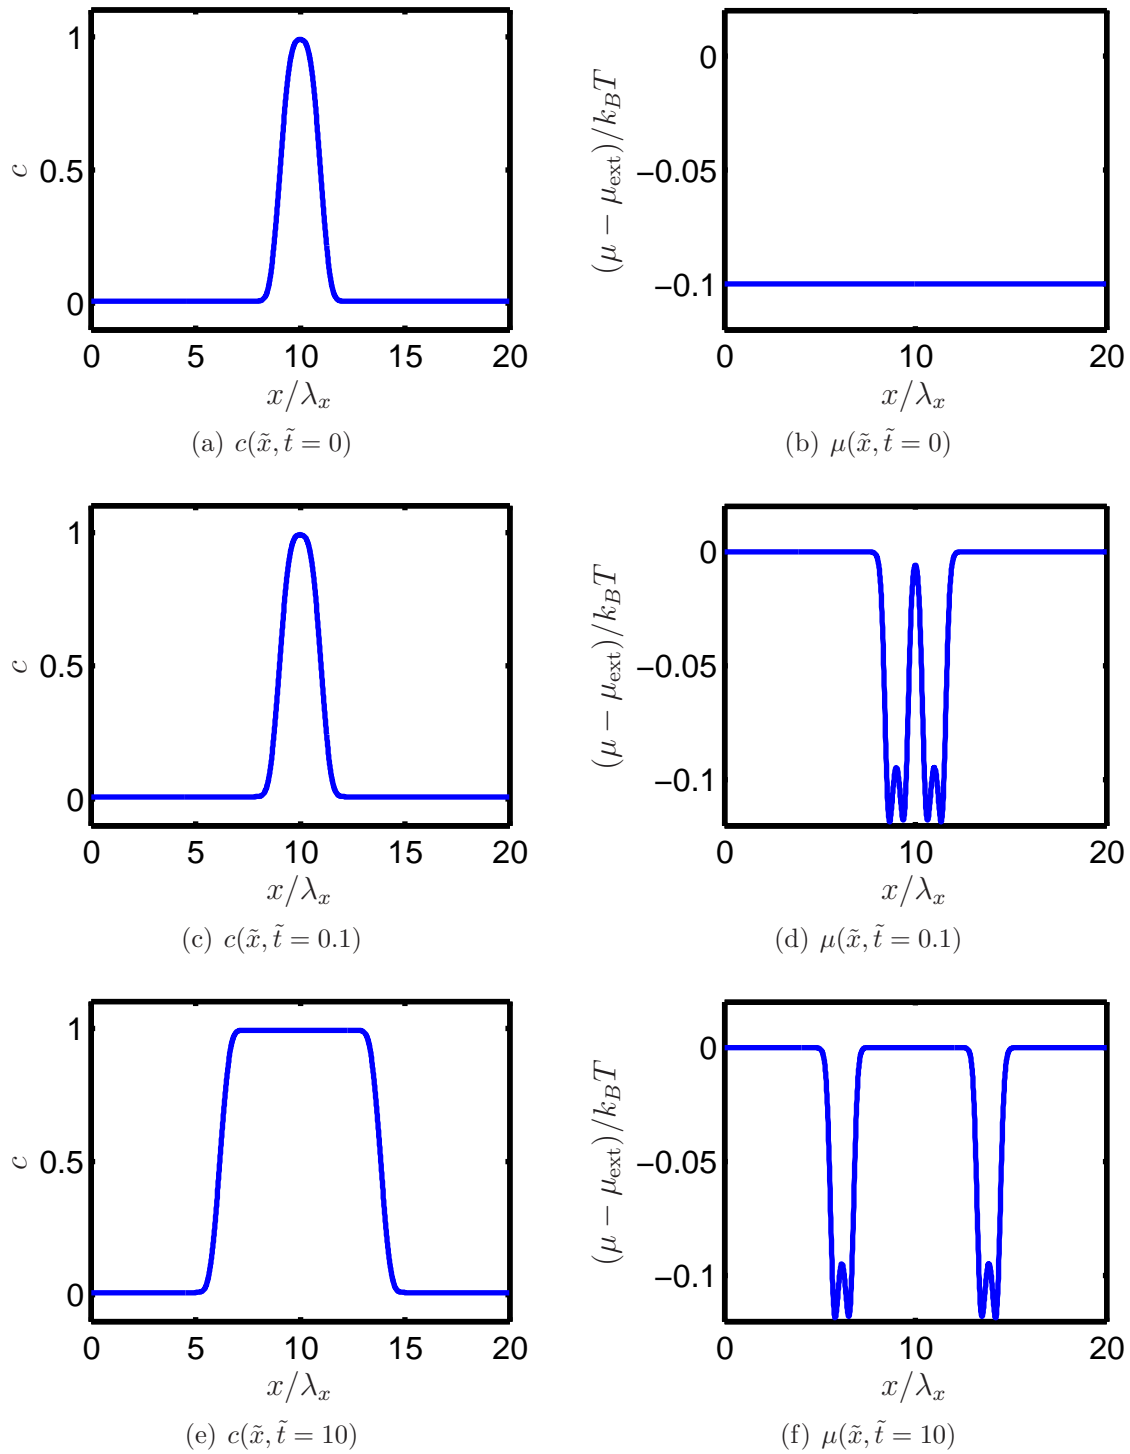 1
0.5
0
c
0 5 10 15 20
x/λ_x
(a) c(x̃, t̃ = 0)
0
−0.05
−0.1
(μ − μ_ext)/k_BT
0 10 20
x/λ_x
(b) μ(x̃, t̃ = 0)
1
0.5
0
c
0 5 10 15 20
x/λ_x
(c) c(x̃, t̃ = 0.1)
0
−0.05
−0.1
(μ − μ_ext)/k_BT
0 10 20
x/λ_x
(d) μ(x̃, t̃ = 0.1)
1
0.5
0
c
0 5 10 15 20
x/λ_x
(e) c(x̃, t̃ = 10)
0
−0.05
−0.1
(μ − μ_ext)/k_BT
0 10 20
x/λ_x
(f) μ(x̃, t̃ = 10)